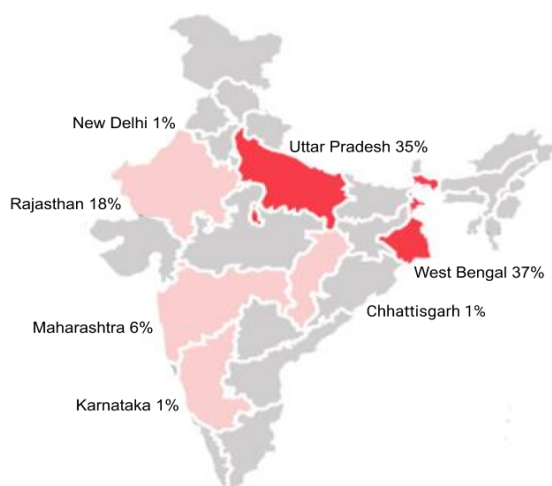 New Delhi 1%
Uttar Pradesh 35%
Rajasthan 18%
West Bengal 37%
Chhattisgarh 1%
Maharashtra 6%
Karnataka 1%